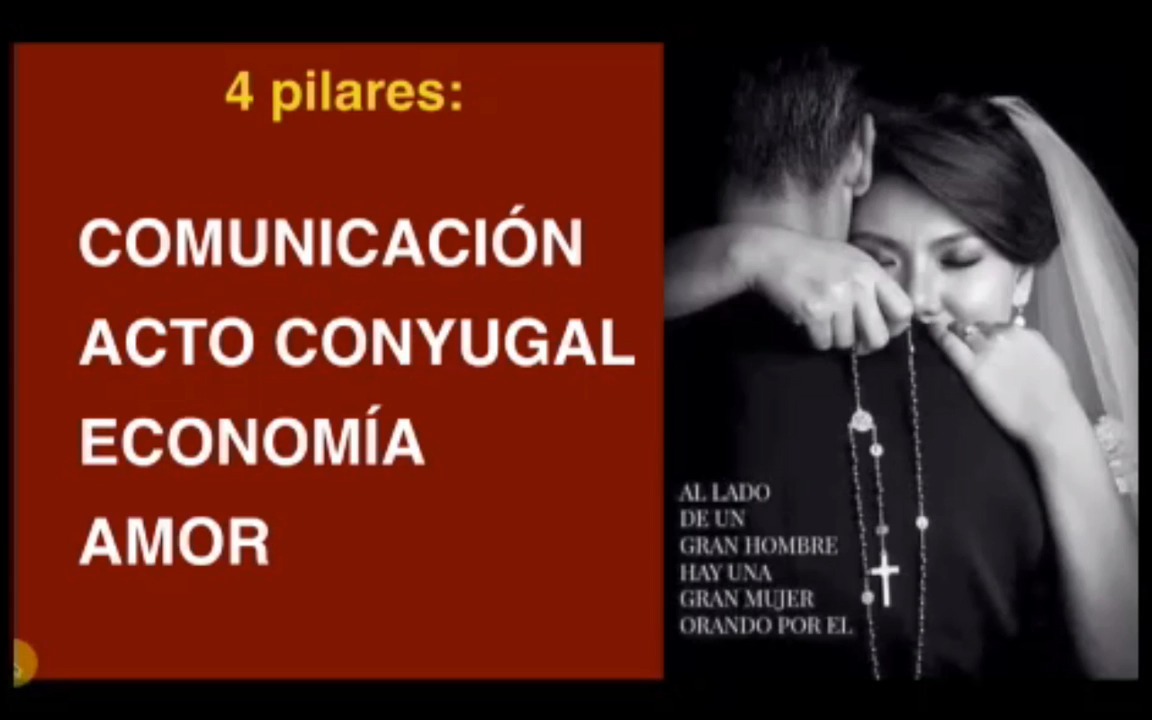 4 pilares:
COMUNICACIÓN
ACTO CONYUGAL
ECONOMÍA
AMOR
AL LADO
DE UN
GRAN HOMBRE
HAY UNA
GRAN MUJER
ORANDO POR EL